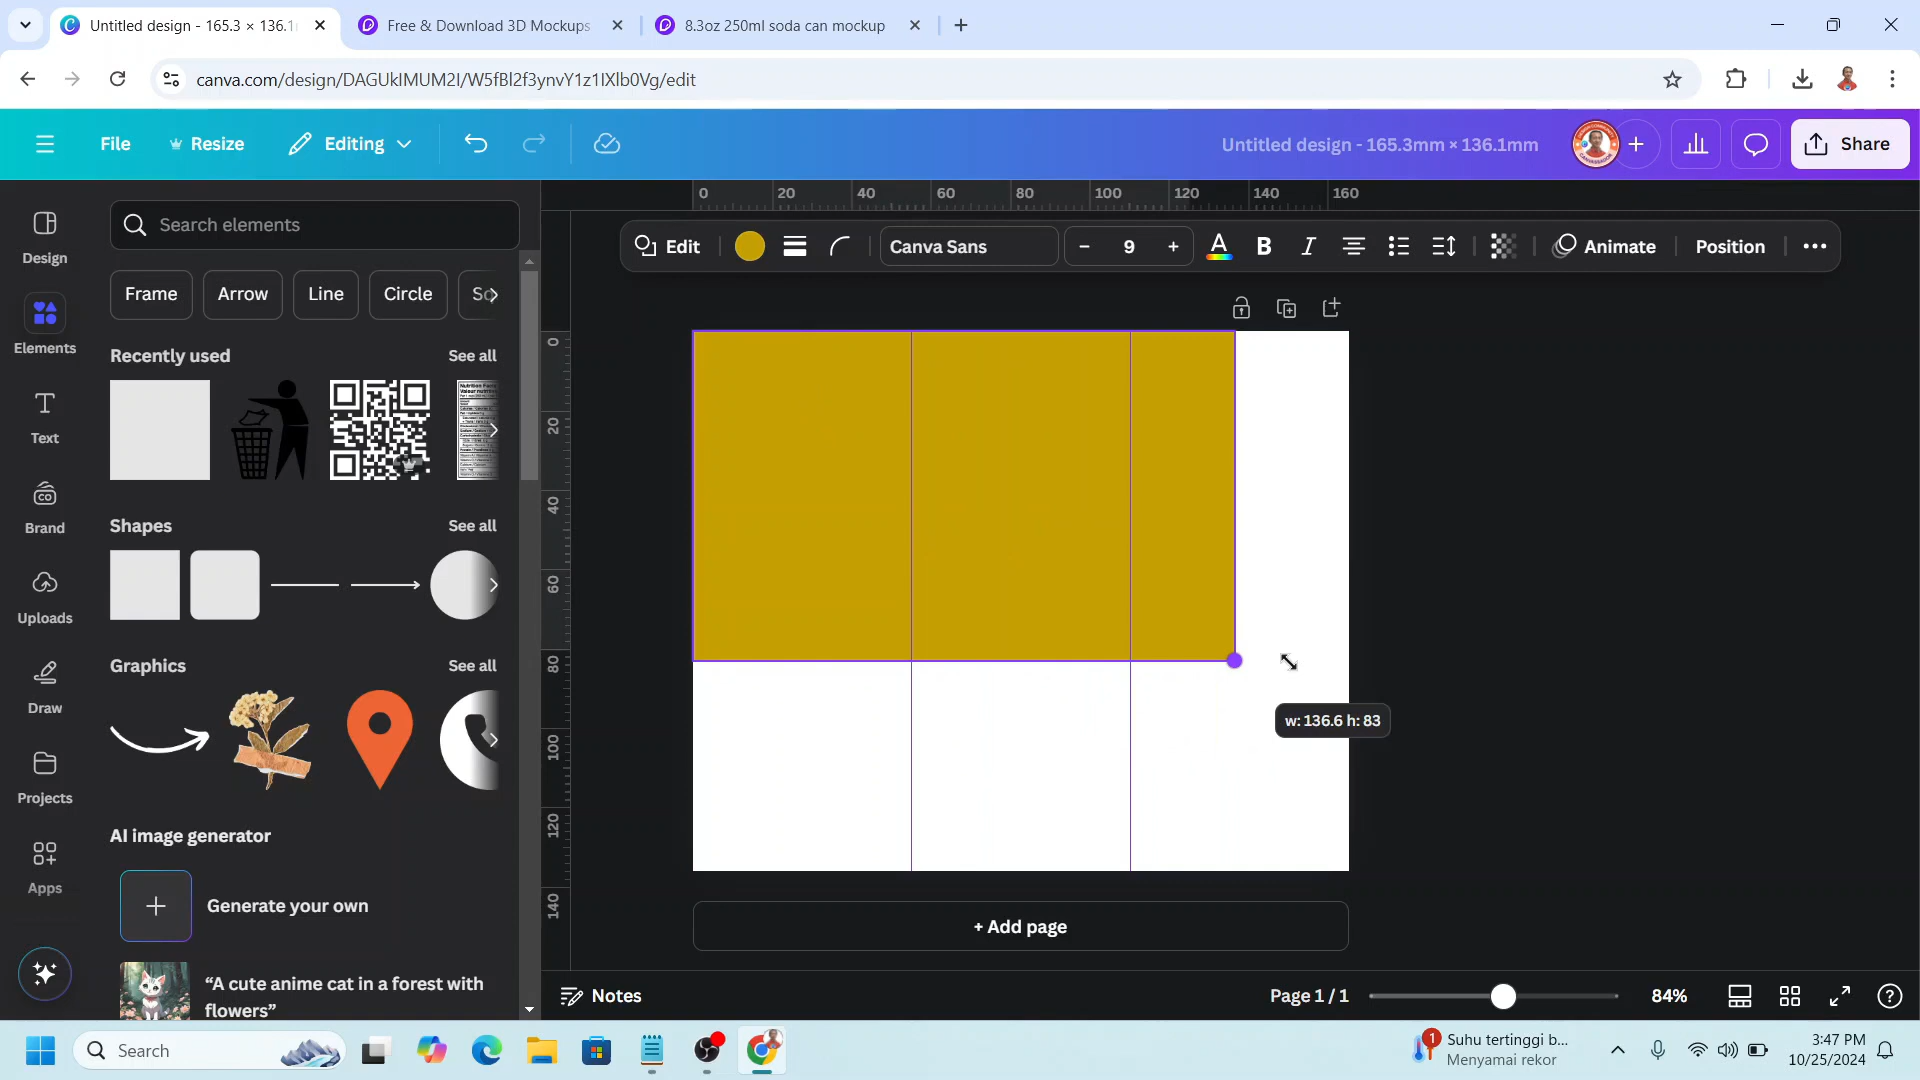 Untitled design - 165.3 × 136.1
Free & Download 3D Mockups
8.3oz 250ml soda can mockup
canva.com/design/DAGUkIMUM2I/W5fBl2f3ynvY1z1IXlb0Vg/edit
File
Resize
Editing
Untitled design - 165.3mm × 136.1mm
Share
Design
Elements
Text
Brand
Uploads
Draw
Projects
Apps
Search elements
Frame
Arrow
Line
Circle
Recently used
See all
Shapes
See all
Graphics
See all
AI image generator
Generate your own
“A cute anime cat in a forest with
flowers”
0 20 40 60 80 100 120 140 160
Edit
Canva Sans
– 9 +
A
B
I
Animate
Position
0
20
40
60
80
100
120
140
w: 136.6 h: 83
+ Add page
Notes
Page 1 / 1
84%
Search
1
Suhu tertinggi b...
Menyamai rekor
3:47 PM
10/25/2024